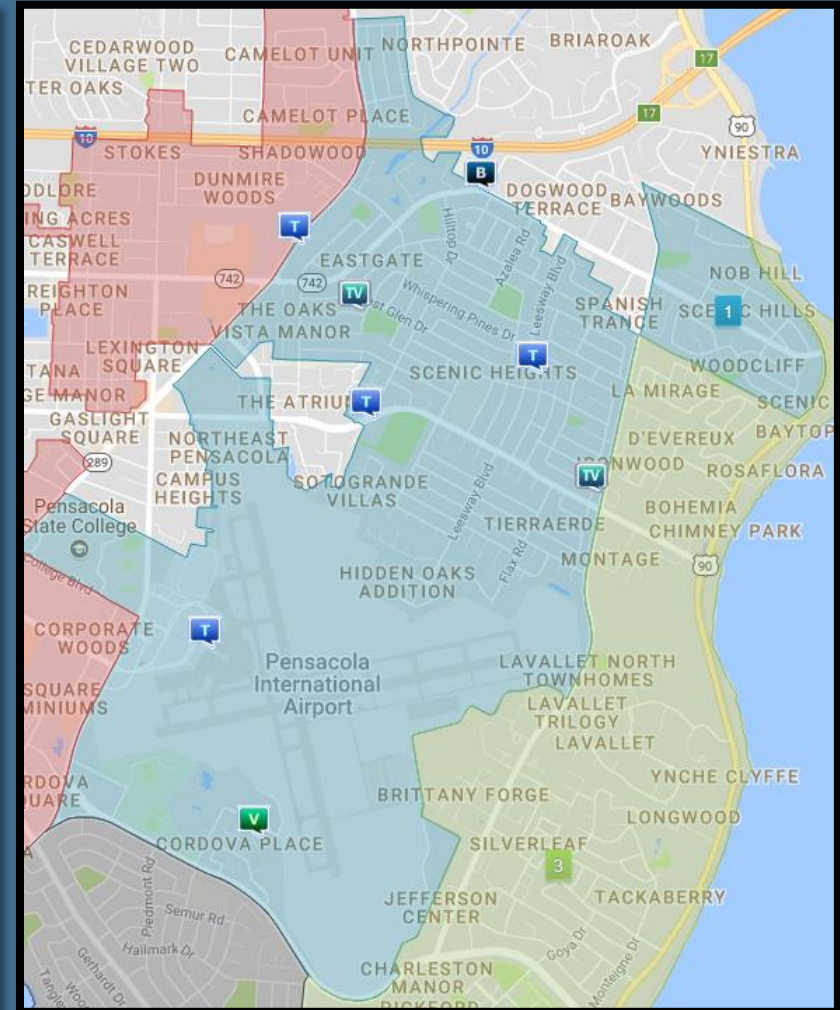 CEDARWOOD
VILLAGE TWO
CAMELOT UNIT
NORTHPOINTE
BRIAROAK
17
TER OAKS
CAMELOT PLACE
17
90
10
STOKES
SHADOWOOD
10
YNIESTRA
B
DUNMIRE
WOODS
DOGWOOD
TERRACE
BAYWOODS
ING ACRES
T
Hilltop Dr
Azalea Rd
CASWELL
TERRACE
EASTGATE
Leesway Blvd
NOB HILL
742
742
REIGHTON
PLACE
TV
Whispering Pines Dr
THE OAKS
VISTA MANOR
SPANISH
TRANCE
1
LEXINGTON
SQUARE
T
SCENIC HEIGHTS
WOODCLIFF
GE MANOR
THE ATRIU
T
LA MIRAGE
SCENIC
GASLIGHT
SQUARE
NORTHEAST
PENSACOLA
D'EVEREUX
BAYTOP
289
CAMPUS
HEIGHTS
SOTOGRANDE
VILLAS
TV
ROSAFLORA
Pensacola
State College
Leesway Blvd
BOHEMIA
TIERRAERDE
CHIMNEY PARK
College Blvd
HIDDEN OAKS
ADDITION
Flax Rd
MONTAGE
90
CORPORATE
WOODS
T
Pensacola
International
Airport
LAVALLET NORTH
TOWNHOMES
SQUARE
MINIUMS
LAVALLET
TRILOGY
LAVALLET
YNCHE CLYFFE
BRITTANY FORGE
LONGWOOD
V
CORDOVA PLACE
SILVERLEAF
3
Piedmont Rd
JEFFERSON
CENTER
TACKABERRY
Semur Rd
Hallmark Dr
Goya Dr
Monteigne Dr
Gerhardt Dr
CHARLESTON
MANOR